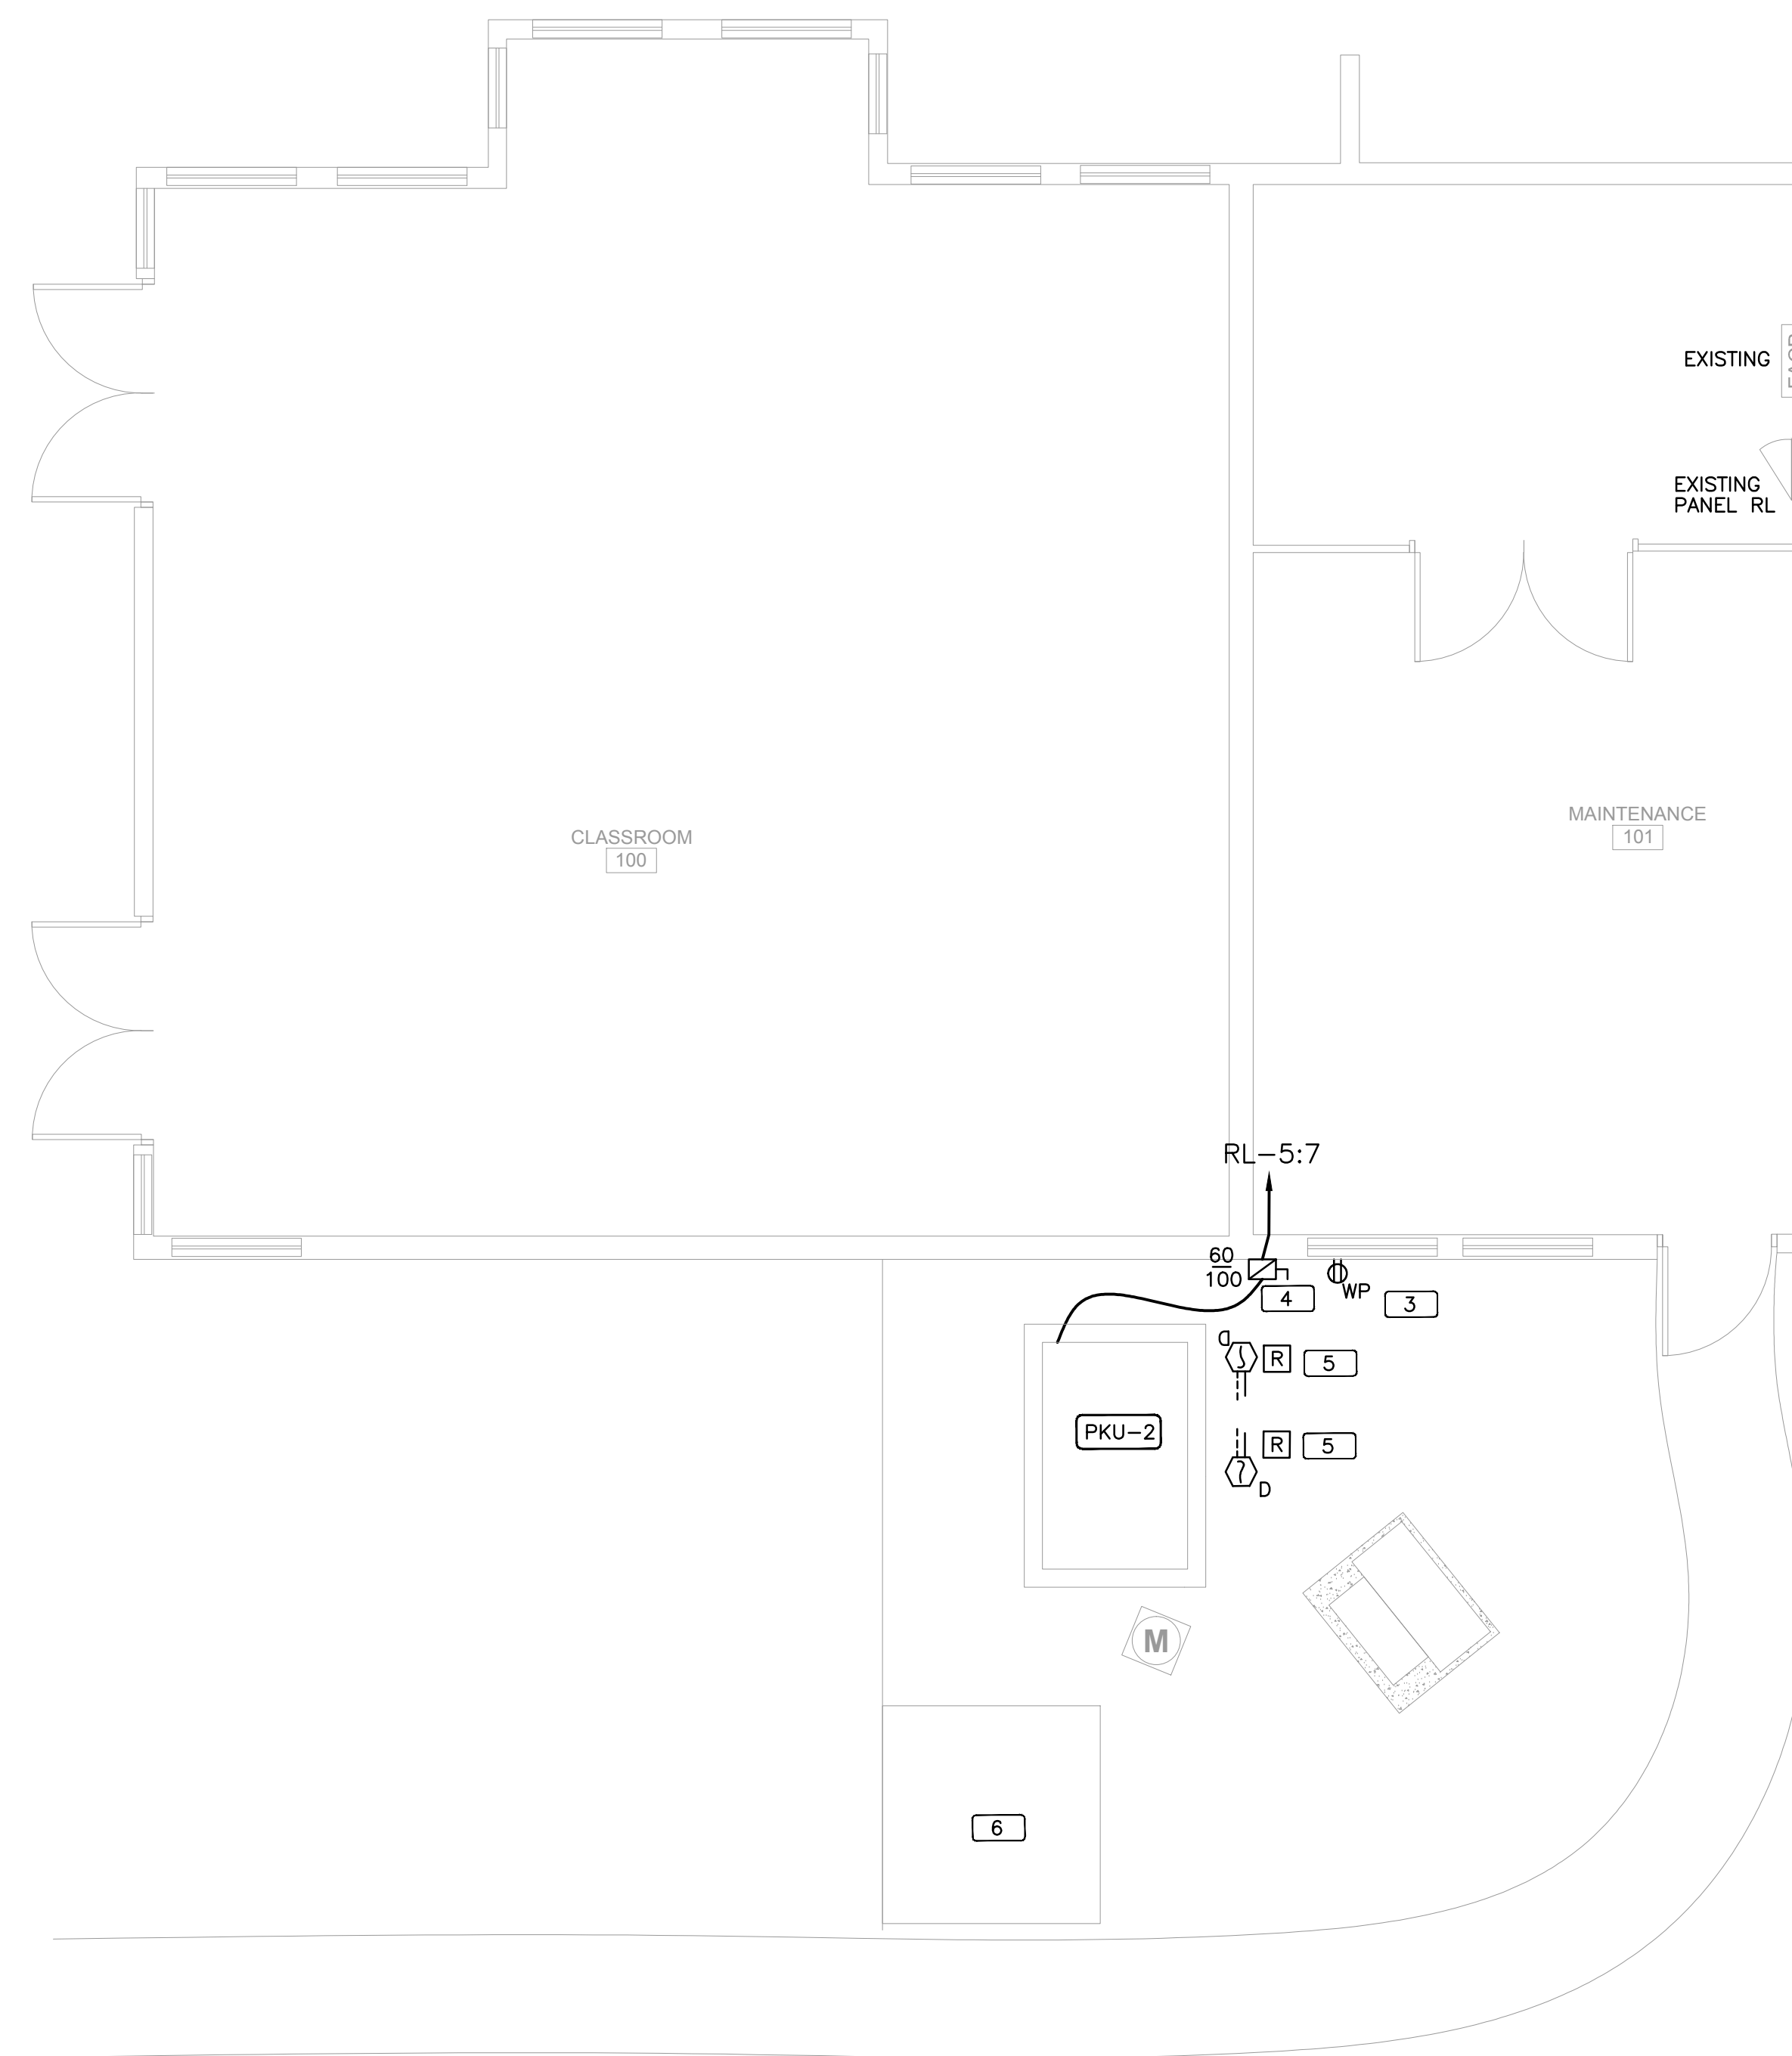 EXISTING
EXISTING
PANEL RL
CLASSROOM
100
MAINTENANCE
101
RL-5:7
60
100
4
WP
3
D
R
5
PKU-2
R
5
D
M
6